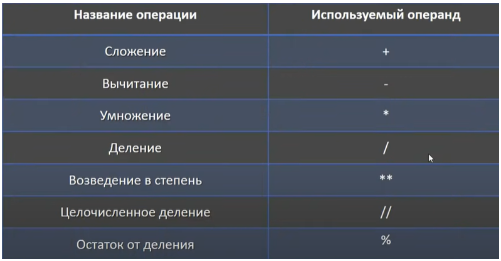 Название операции Используемый операнд
Сложение +
Вычитание -
Умножение *
Деление /
Возведение в степень **
Целочисленное деление //
Остаток от деления %